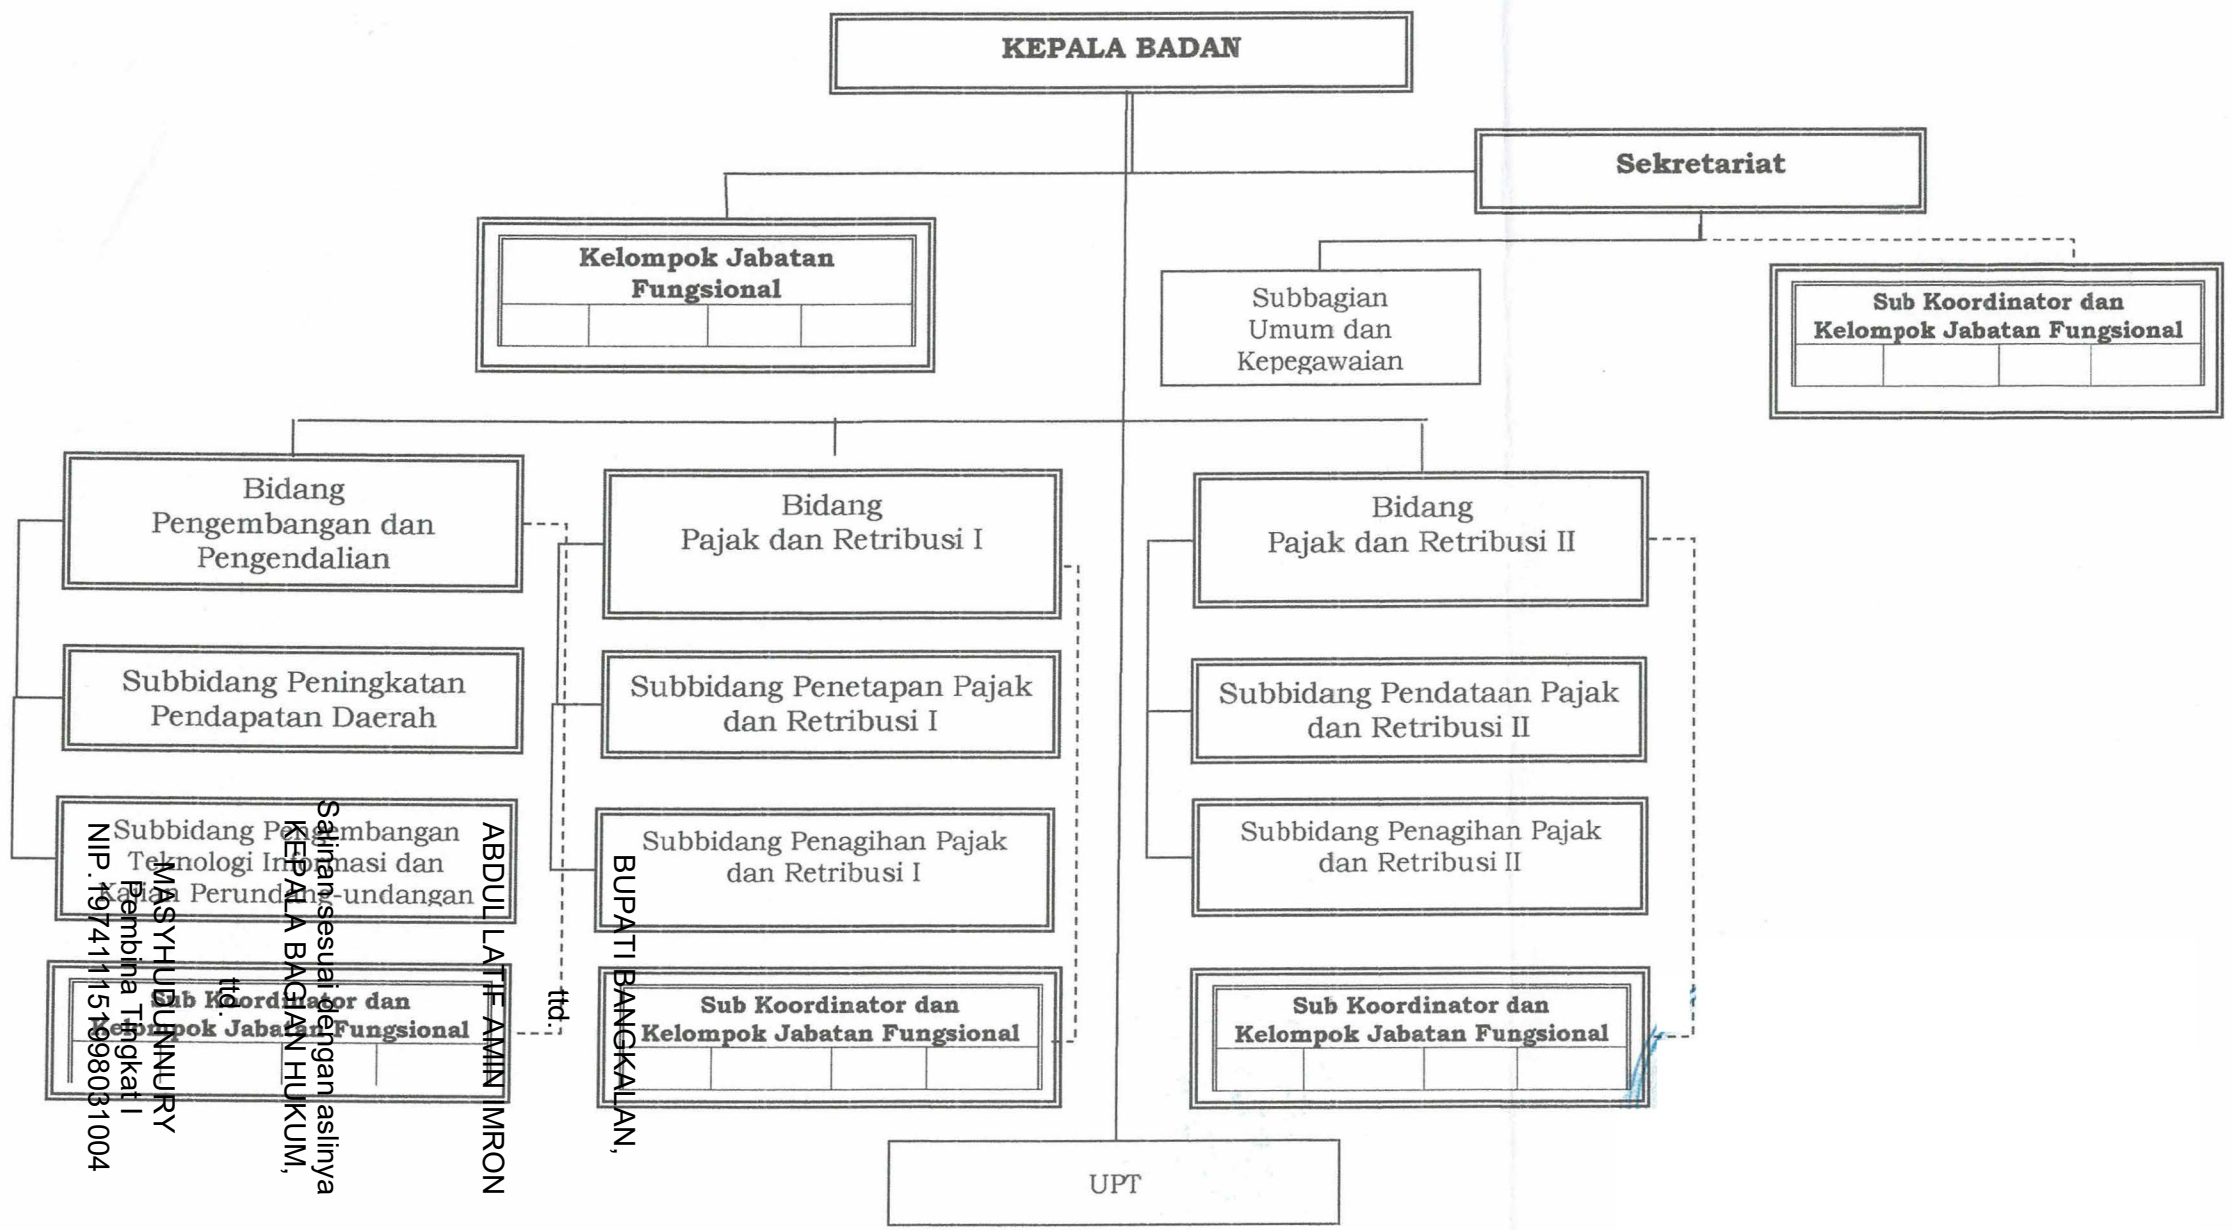 KEPALA BADAN
Sekretariat
Kelompok Jabatan
Fungsional
Subbagian
Umum dan
Kepegawaian
Sub Koordinator dan
Kelompok Jabatan Fungsional
Bidang
Pengembangan dan
Pengendalian
Bidang
Pajak dan Retribusi I
Bidang
Pajak dan Retribusi II
Subbidang Peningkatan
Pendapatan Daerah
Subbidang Penetapan Pajak
dan Retribusi I
Subbidang Pendataan Pajak
dan Retribusi II
Subbidang Pengembangan
Teknologi Informasi dan
Kajian Perundang-undangan
Subbidang Penagihan Pajak
dan Retribusi I
Subbidang Penagihan Pajak
dan Retribusi II
Sub Koordinator dan
Kelompok Jabatan Fungsional
Sub Koordinator dan
Kelompok Jabatan Fungsional
Sub Koordinator dan
Kelompok Jabatan Fungsional
UPT
BUPATI BANGKALAN,
ttd.
ABDUL LATIF AMIN IMRON
Salinan sesuai dengan aslinya
KEPALA BAGIAN HUKUM,
ttd.
MASYHUDUNNURY
Pembina Tingkat I
NIP. 197411151998031004